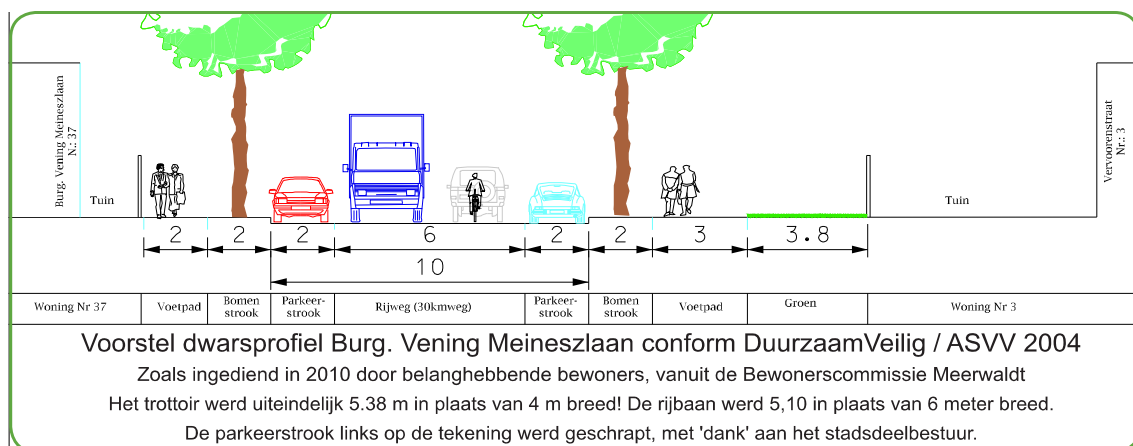 Burg. Vening Meineszlaan
N.: 37
Tuin
Tuin
Vervoorenstraat
Nr.: 3
2 2 2 6 2 2 3 3.8
10
Woning Nr 37 Voetpad Bomen strook Parkeer- strook Rijweg (30kmweg) Parkeer- strook Bomen strook Voetpad Groen Woning Nr 3
Voorstel dwarsprofiel Burg. Vening Meineszlaan conform DuurzaamVeilig / ASVV 2004
Zoals ingediend in 2010 door belanghebbende bewoners, vanuit de Bewonerscommissie Meerwaldt
Het trottoir werd uiteindelijk 5.38 m in plaats van 4 m breed! De rijbaan werd 5,10 in plaats van 6 meter breed.
De parkeerstrook links op de tekening werd geschrapt, met 'dank' aan het stadsdeelbestuur.